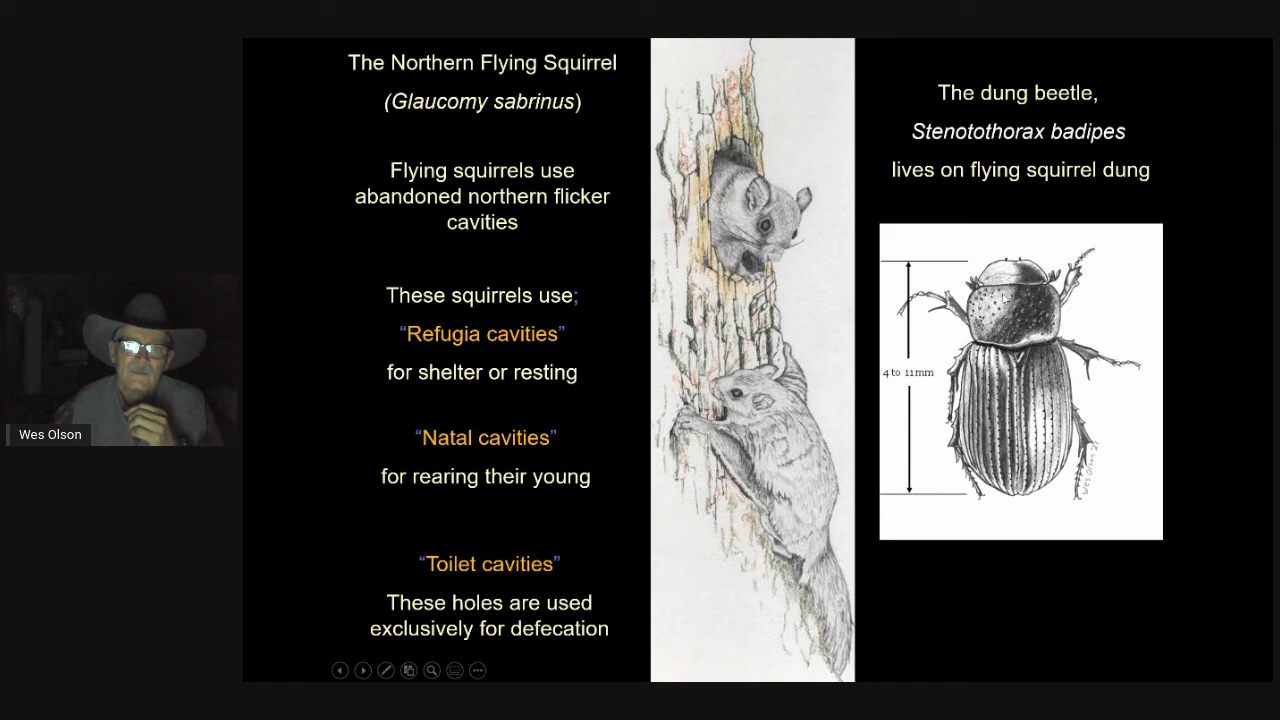 The Northern Flying Squirrel
(Glaucomy sabrinus)
Flying squirrels use
abandoned northern flicker
cavities
These squirrels use;
“Refugia cavities”
for shelter or resting
“Natal cavities”
for rearing their young
“Toilet cavities”
These holes are used
exclusively for defecation
The dung beetle,
Stenotothorax badipes
lives on flying squirrel dung
4 to 11mm
Wes Olson
Wes Olson